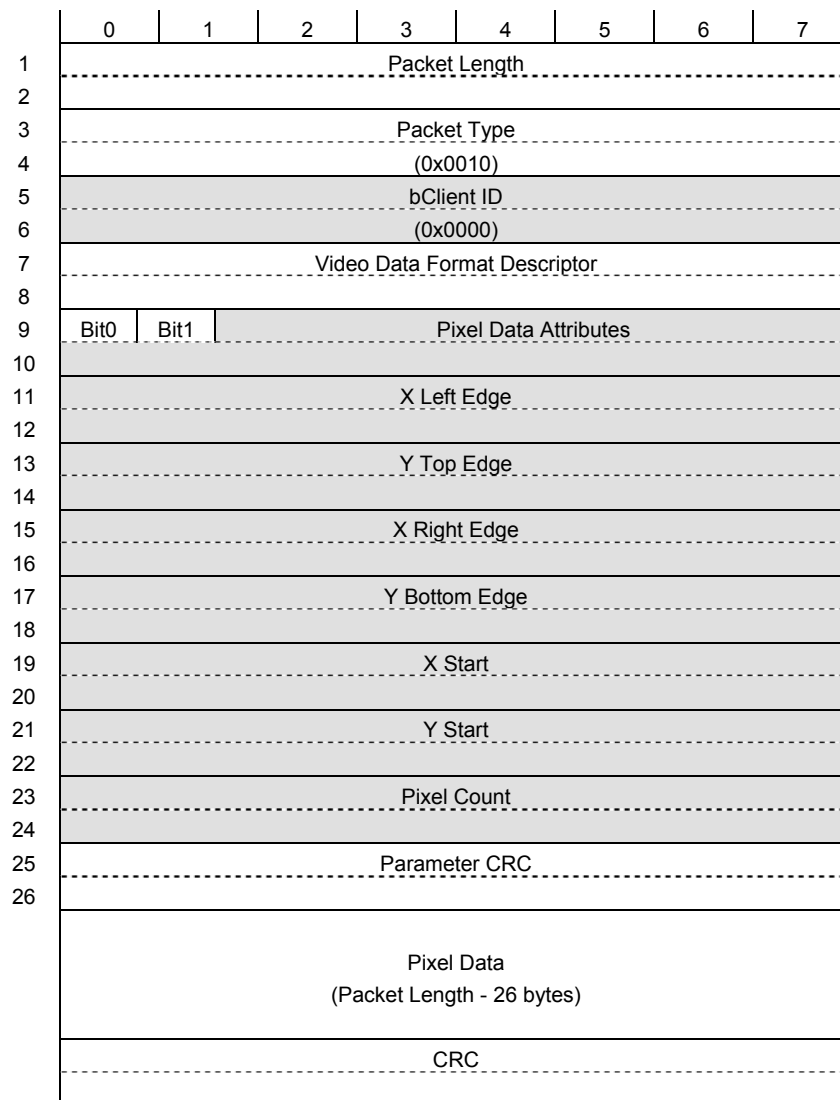 0 1 2 3 4 5 6 7
1 Packet Length
2
3 Packet Type
4 (0x0010)
5 bClient ID
6 (0x0000)
7 Video Data Format Descriptor
8
9 Bit0 Bit1 Pixel Data Attributes
10
11 X Left Edge
12
13 Y Top Edge
14
15 X Right Edge
16
17 Y Bottom Edge
18
19 X Start
20
21 Y Start
22
23 Pixel Count
24
25 Parameter CRC
26
Pixel Data
(Packet Length - 26 bytes)
CRC